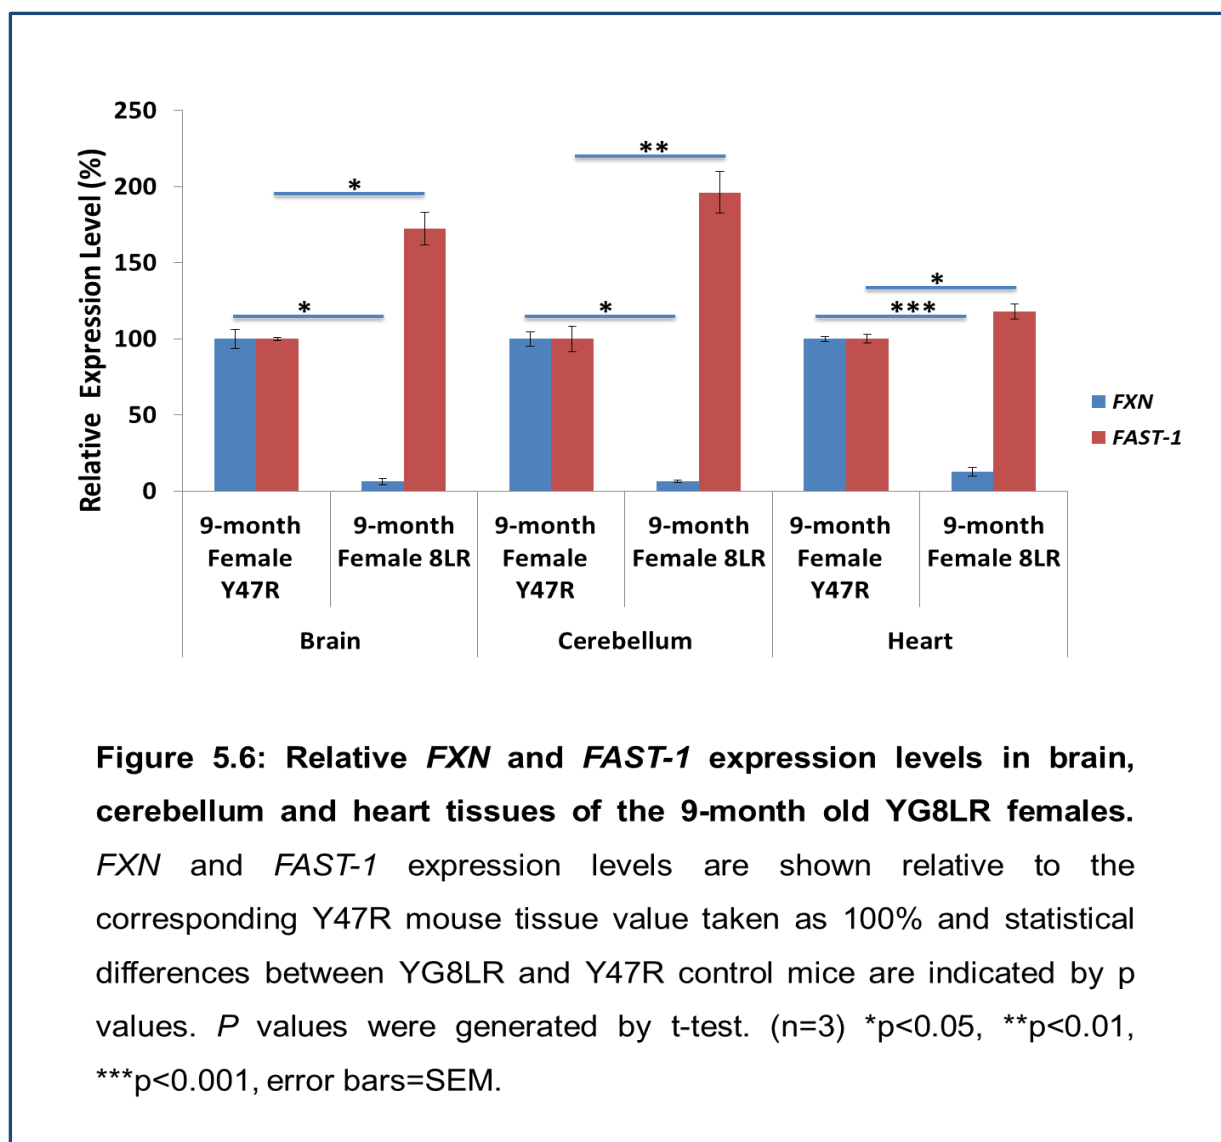 250
200
150
100
50
0
Relative Expression Level (%)
*
*
**
*
*
***
FXN
FAST-1
9-month Female Y47R
9-month Female 8LR
9-month Female Y47R
9-month Female 8LR
9-month Female Y47R
9-month Female 8LR
Brain
Cerebellum
Heart
Figure 5.6: Relative FXN and FAST-1 expression levels in brain,
cerebellum and heart tissues of the 9-month old YG8LR females.
FXN and FAST-1 expression levels are shown relative to the
corresponding Y47R mouse tissue value taken as 100% and statistical
differences between YG8LR and Y47R control mice are indicated by p
values. P values were generated by t-test. (n=3) *p<0.05, **p<0.01,
***p<0.001, error bars=SEM.